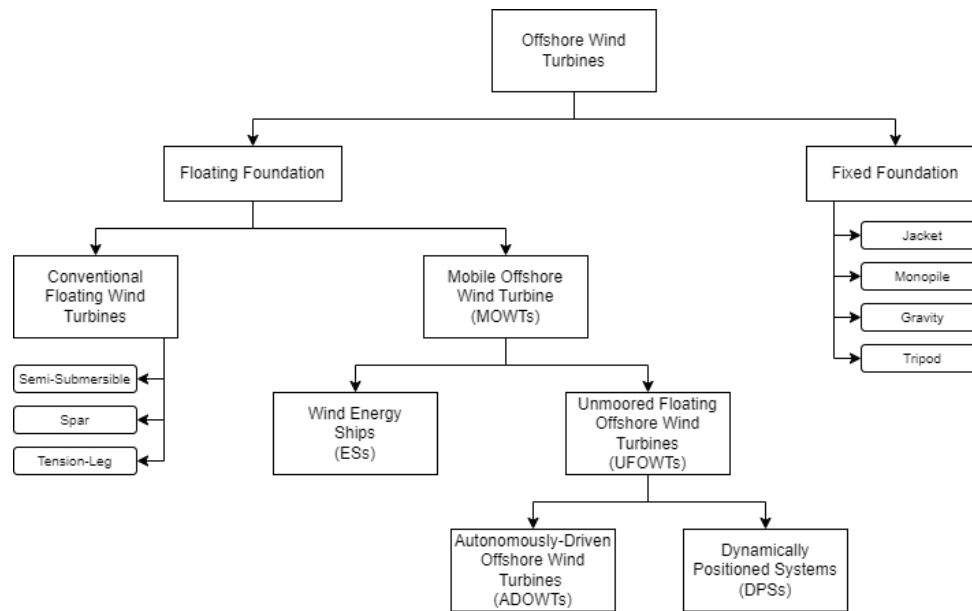 Offshore Wind
Turbines
Floating Foundation
Fixed Foundation
Jacket
Monopile
Gravity
Tripod
Conventional
Floating Wind
Turbines
Mobile Offshore
Wind Turbine
(MOWTs)
Semi-Submersible
Spar
Tension-Leg
Wind Energy
Ships
(ESs)
Unmoored Floating
Offshore Wind
Turbines
(UFOWTs)
Autonomously-Driven
Offshore Wind
Turbines
(ADOWTs)
Dynamically
Positioned Systems
(DPSs)